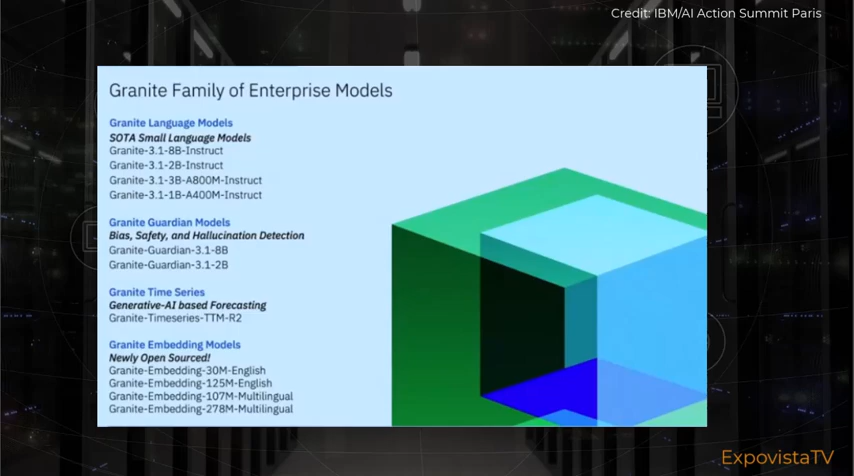 Credit: IBM/AI Action Summit Paris
Granite Family of Enterprise Models
Granite Language Models
SOTA Small Language Models
Granite-3.1-8B-Instruct
Granite-3.1-2B-Instruct
Granite-3.1-3B-A800M-Instruct
Granite-3.1-1B-A400M-Instruct
Granite Guardian Models
Bias, Safety, and Hallucination Detection
Granite-Guardian-3.1-8B
Granite-Guardian-3.1-2B
Granite Time Series
Generative-AI based Forecasting
Granite-Timeseries-TTM-R2
Granite Embedding Models
Newly Open Sourced!
Granite-Embedding-30M-English
Granite-Embedding-125M-English
Granite-Embedding-107M-Multilingual
Granite-Embedding-278M-Multilingual
ExpovistaTV